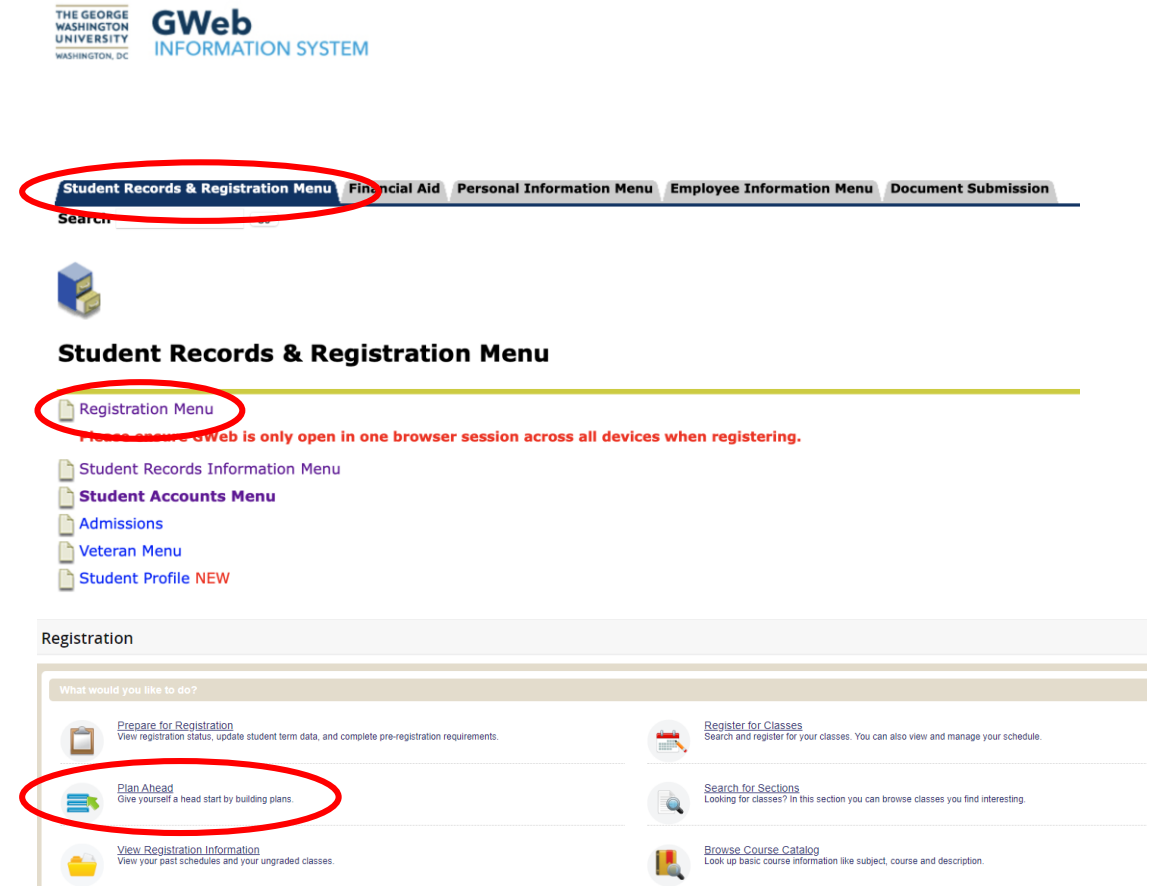 THE GEORGE
WASHINGTON
UNIVERSITY
WASHINGTON, DC
GWeb
INFORMATION SYSTEM
Student Records & Registration Menu Financial Aid Personal Information Menu Employee Information Menu Document Submission
Search
Student Records & Registration Menu
Registration Menu
Please ensure GWeb is only open in one browser session across all devices when registering.
Student Records Information Menu
Student Accounts Menu
Admissions
Veteran Menu
Student Profile NEW
Registration
What would you like to do?
Prepare for Registration
View registration status, update student term data, and complete pre-registration requirements.
Register for Classes
Search and register for your classes. You can also view and manage your schedule.
Plan Ahead
Give yourself a head start by building plans.
Search for Sections
Looking for classes? In this section you can browse classes you find interesting.
View Registration Information
View your past schedules and your ungraded classes.
Browse Course Catalog
Look up basic course information like subject, course and description.